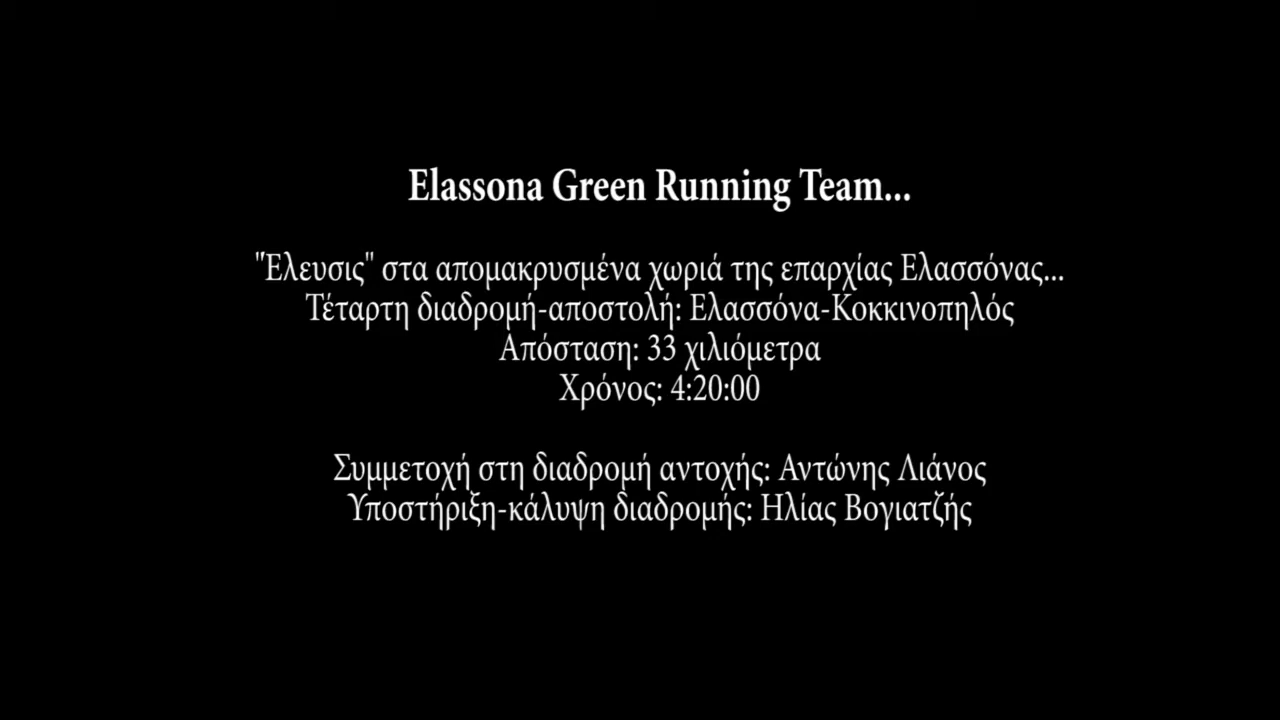 Elassona Green Running Team...
"Έλευσις" στα απομακρυσμένα χωριά της επαρχίας Ελασσόνας...
Τέταρτη διαδρομή-αποστολή: Ελασσόνα-Κοκκινοπηλός
Απόσταση: 33 χιλιόμετρα
Χρόνος: 4:20:00
Συμμετοχή στη διαδρομή αντοχής: Αντώνης Λιάνος
Υποστήριξη-κάλυψη διαδρομής: Ηλίας Βογιατζής